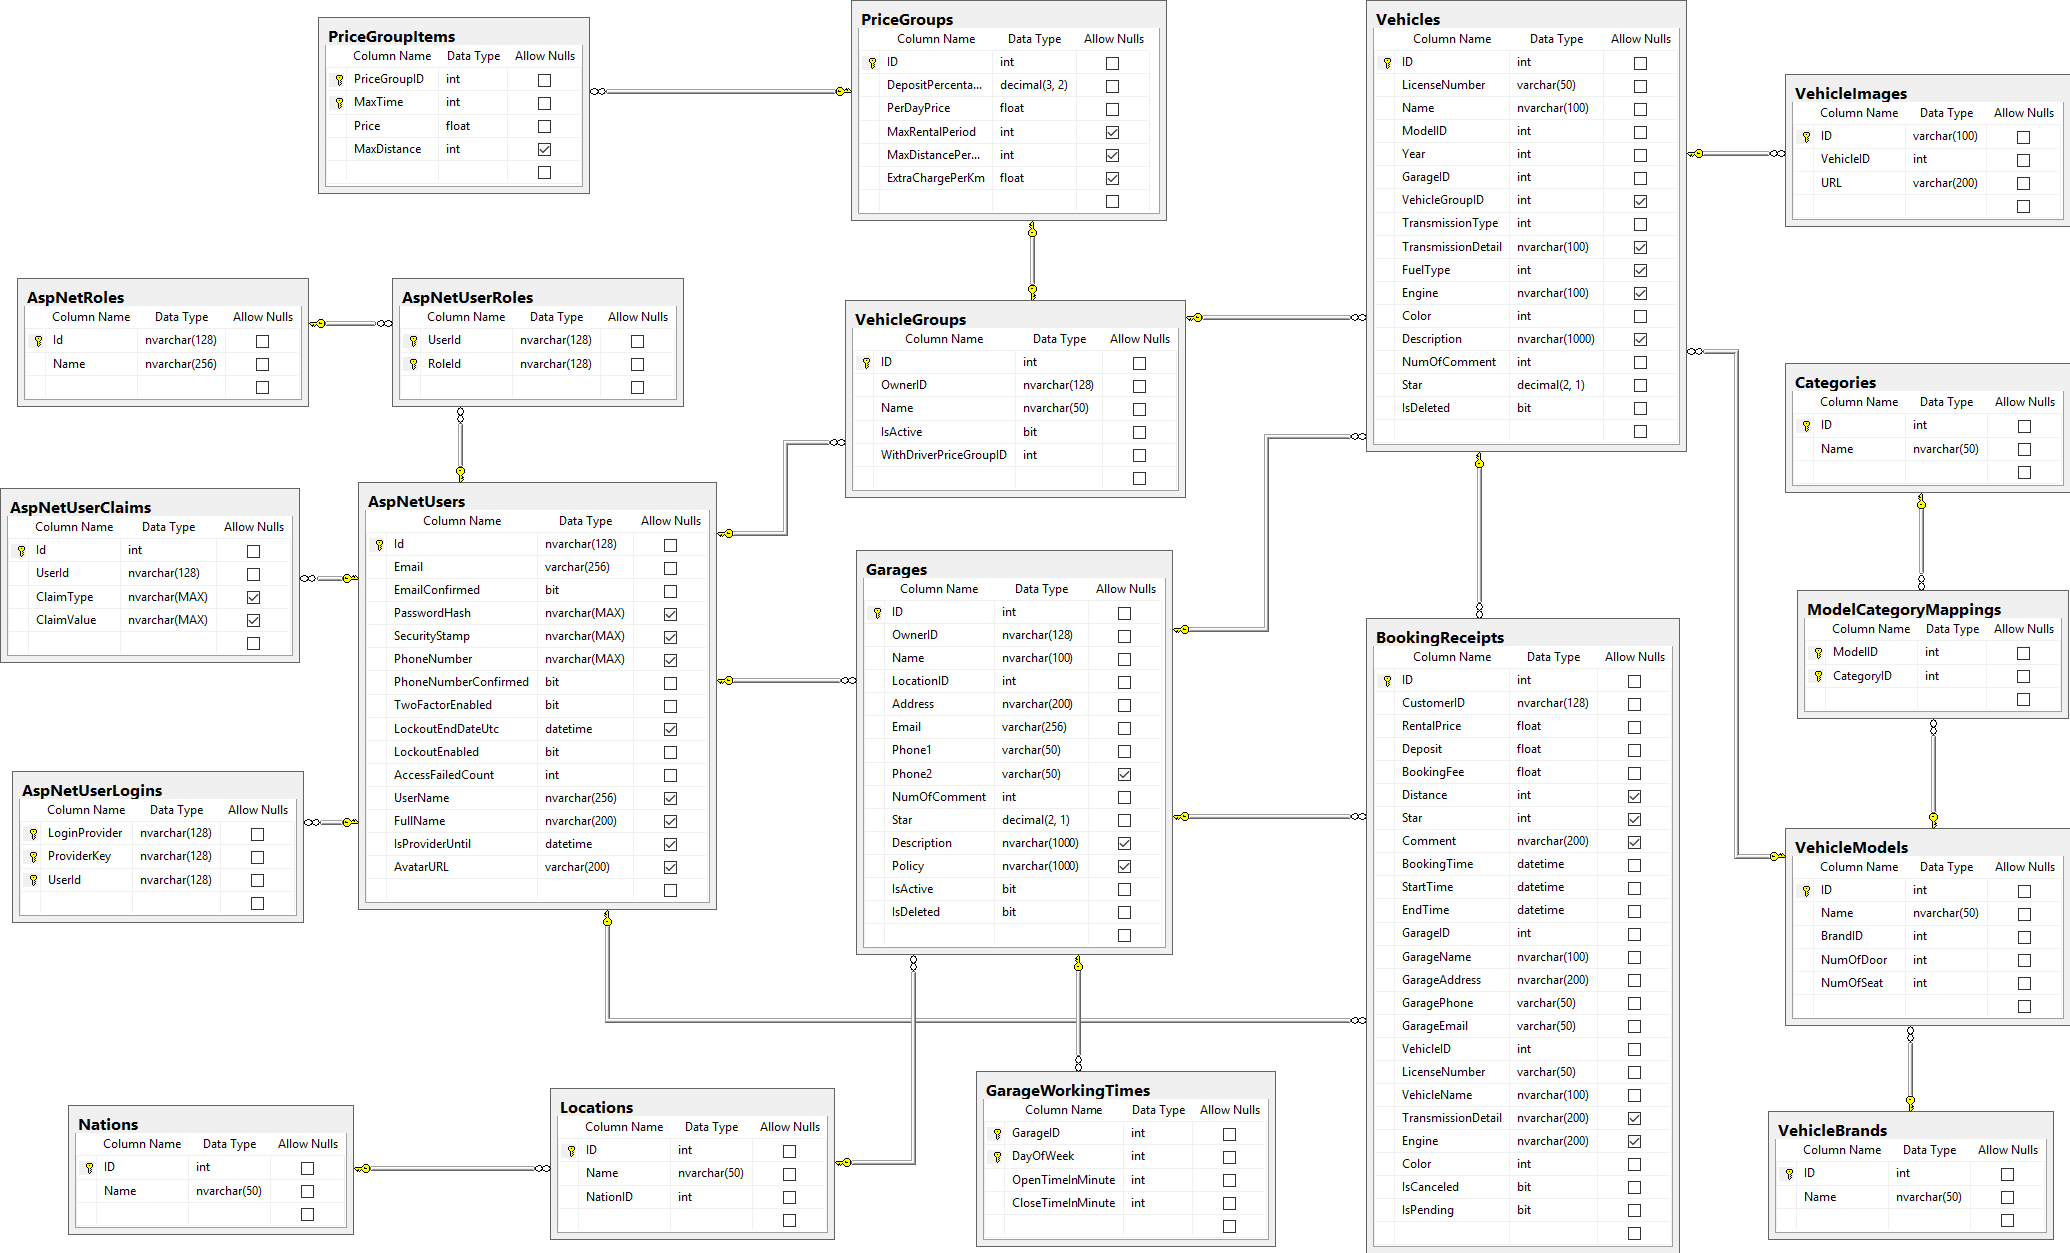 PriceGroupItems
Column Name Data Type Allow Nulls
PriceGroupID int
MaxTime int
Price float
MaxDistance int
PriceGroups
Column Name Data Type Allow Nulls
ID int
DepositPercenta... decimal(3, 2)
PerDayPrice float
MaxRentalPeriod int
MaxDistancePer... int
ExtraChargePerKm float
Vehicles
Column Name Data Type Allow Nulls
ID int
LicenseNumber varchar(50)
Name nvarchar(100)
ModelID int
Year int
GarageID int
VehicleGroupID int
TransmissionType int
TransmissionDetail nvarchar(100)
FuelType int
Engine nvarchar(100)
Color int
Description nvarchar(1000)
NumOfComment int
Star decimal(2, 1)
IsDeleted bit
VehicleImages
Column Name Data Type Allow Nulls
ID varchar(100)
VehicleID int
URL varchar(200)
AspNetRoles
Column Name Data Type Allow Nulls
Id nvarchar(128)
Name nvarchar(256)
AspNetUserRoles
Column Name Data Type Allow Nulls
UserId nvarchar(128)
RoleId nvarchar(128)
VehicleGroups
Column Name Data Type Allow Nulls
ID int
OwnerID nvarchar(128)
Name nvarchar(50)
IsActive bit
WithDriverPriceGroupID int
Categories
Column Name Data Type Allow Nulls
ID int
Name nvarchar(50)
AspNetUserClaims
Column Name Data Type Allow Nulls
Id int
UserId nvarchar(128)
ClaimType nvarchar(MAX)
ClaimValue nvarchar(MAX)
AspNetUsers
Column Name Data Type Allow Nulls
Id nvarchar(128)
Email varchar(256)
EmailConfirmed bit
PasswordHash nvarchar(MAX)
SecurityStamp nvarchar(MAX)
PhoneNumber nvarchar(MAX)
PhoneNumberConfirmed bit
TwoFactorEnabled bit
LockoutEndDateUtc datetime
LockoutEnabled bit
AccessFailedCount int
UserName nvarchar(256)
FullName nvarchar(200)
IsProviderUntil datetime
AvatarURL varchar(200)
Garages
Column Name Data Type Allow Nulls
ID int
OwnerID nvarchar(128)
Name nvarchar(100)
LocationID int
Address nvarchar(200)
Email varchar(256)
Phone1 varchar(50)
Phone2 varchar(50)
NumOfComment int
Star decimal(2, 1)
Description nvarchar(1000)
Policy nvarchar(1000)
IsActive bit
IsDeleted bit
BookingReceipts
Column Name Data Type Allow Nulls
ID int
CustomerID nvarchar(128)
RentalPrice float
Deposit float
BookingFee float
Distance int
Star int
Comment nvarchar(200)
BookingTime datetime
StartTime datetime
EndTime datetime
GarageID int
GarageName nvarchar(100)
GarageAddress nvarchar(200)
GaragePhone varchar(50)
GarageEmail varchar(50)
VehicleID int
LicenseNumber varchar(50)
VehicleName nvarchar(100)
TransmissionDetail nvarchar(200)
Engine nvarchar(200)
Color int
IsCanceled bit
IsPending bit
ModelCategoryMappings
Column Name Data Type Allow Nulls
ModelID int
CategoryID int
AspNetUserLogins
Column Name Data Type Allow Nulls
LoginProvider nvarchar(128)
ProviderKey nvarchar(128)
UserId nvarchar(128)
VehicleModels
Column Name Data Type Allow Nulls
ID int
Name nvarchar(50)
BrandID int
NumOfDoor int
NumOfSeat int
Nations
Column Name Data Type Allow Nulls
ID int
Name nvarchar(50)
Locations
Column Name Data Type Allow Nulls
ID int
Name nvarchar(50)
NationID int
GarageWorkingTimes
Column Name Data Type Allow Nulls
GarageID int
DayOfWeek int
OpenTimeInMinute int
CloseTimeInMinute int
VehicleBrands
Column Name Data Type Allow Nulls
ID int
Name nvarchar(50)